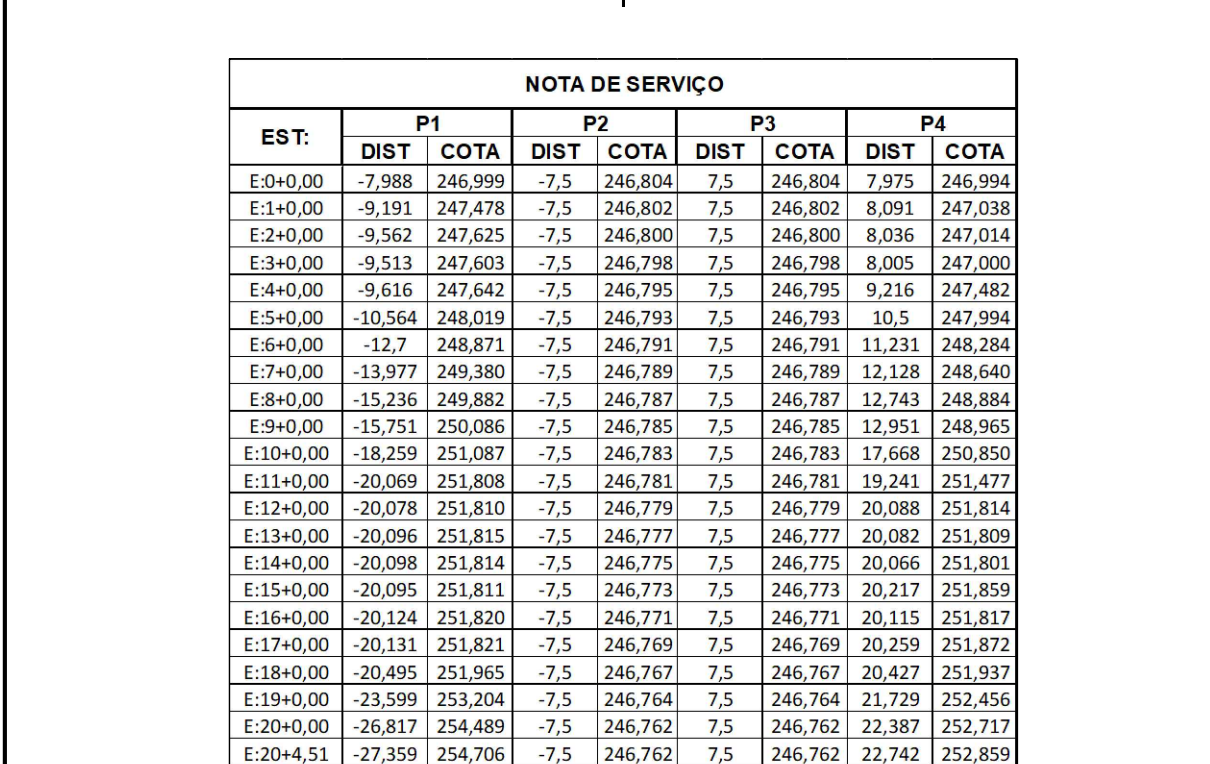 NOTA DE SERVIÇO
EST: P1 P2 P3 P4
DIST COTA DIST COTA DIST COTA DIST COTA
E:0+0,00 -7,988 246,999 -7,5 246,804 7,5 246,804 7,975 246,994
E:1+0,00 -9,191 247,478 -7,5 246,802 7,5 246,802 8,091 247,038
E:2+0,00 -9,562 247,625 -7,5 246,800 7,5 246,800 8,036 247,014
E:3+0,00 -9,513 247,603 -7,5 246,798 7,5 246,798 8,005 247,000
E:4+0,00 -9,616 247,642 -7,5 246,795 7,5 246,795 9,216 247,482
E:5+0,00 -10,564 248,019 -7,5 246,793 7,5 246,793 10,5 247,994
E:6+0,00 -12,7 248,871 -7,5 246,791 7,5 246,791 11,231 248,284
E:7+0,00 -13,977 249,380 -7,5 246,789 7,5 246,789 12,128 248,640
E:8+0,00 -15,236 249,882 -7,5 246,787 7,5 246,787 12,743 248,884
E:9+0,00 -15,751 250,086 -7,5 246,785 7,5 246,785 12,951 248,965
E:10+0,00 -18,259 251,087 -7,5 246,783 7,5 246,783 17,668 250,850
E:11+0,00 -20,069 251,808 -7,5 246,781 7,5 246,781 19,241 251,477
E:12+0,00 -20,078 251,810 -7,5 246,779 7,5 246,779 20,088 251,814
E:13+0,00 -20,096 251,815 -7,5 246,777 7,5 246,777 20,082 251,809
E:14+0,00 -20,098 251,814 -7,5 246,775 7,5 246,775 20,066 251,801
E:15+0,00 -20,095 251,811 -7,5 246,773 7,5 246,773 20,217 251,859
E:16+0,00 -20,124 251,820 -7,5 246,771 7,5 246,771 20,115 251,817
E:17+0,00 -20,131 251,821 -7,5 246,769 7,5 246,769 20,259 251,872
E:18+0,00 -20,495 251,965 -7,5 246,767 7,5 246,767 20,427 251,937
E:19+0,00 -23,599 253,204 -7,5 246,764 7,5 246,764 21,729 252,456
E:20+0,00 -26,817 254,489 -7,5 246,762 7,5 246,762 22,387 252,717
E:20+4,51 -27,359 254,706 -7,5 246,762 7,5 246,762 22,742 252,859